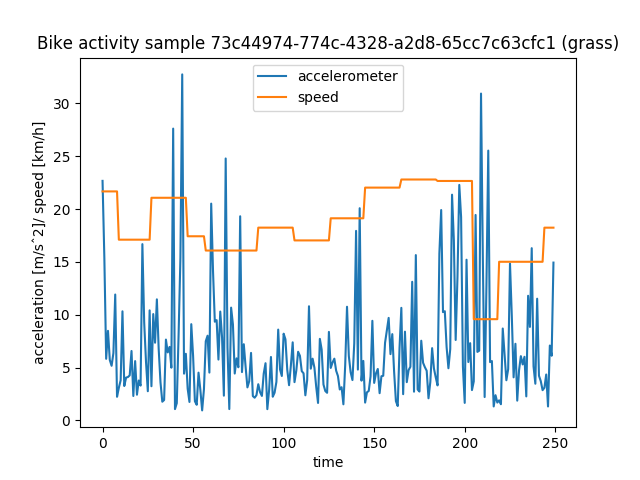 Bike activity sample 73c44974-774c-4328-a2d8-65cc7c63cfc1 (grass)
accelerometer
speed
acceleration [m/s^2]/ speed [km/h]
30
25
20
15
10
5
0
0 50 100 150 200 250
time